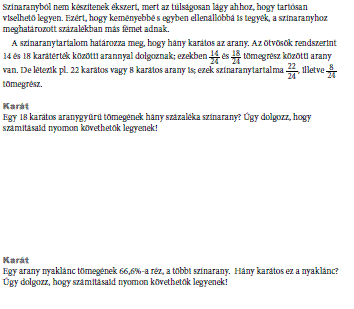 Színaranyból nem készítenek ékszert, mert az túlságosan lágy ahhoz, hogy tartósan
viselhető legyen. Ezért, hogy keményebbé s egyben ellenállóbbá is tegyék, a színaranyhoz
meghatározott százalékban más fémet adnak.
A színaranytartalom határozza meg, hogy hány karátos az arany. Az ötvösök rendszerint
14 és 18 karátérték közötti arannyal dolgoznak; ezekben 14/24 és 18/24 tömegrész közötti arany
van. De létezik pl. 22 karátos vagy 8 karátos arany is; ezek színaranytartalma 22/24, illetve 8/24
tömegrész.
Karát
Egy 18 karátos aranygyűrű tömegének hány százaléka színarany? Úgy dolgozz, hogy
számításaid nyomon követhetők legyenek!
Karát
Egy arany nyaklánc tömegének 66,6%-a réz, a többi színarany. Hány karátos ez a nyaklánc?
Úgy dolgozz, hogy számításaid nyomon követhetők legyenek!